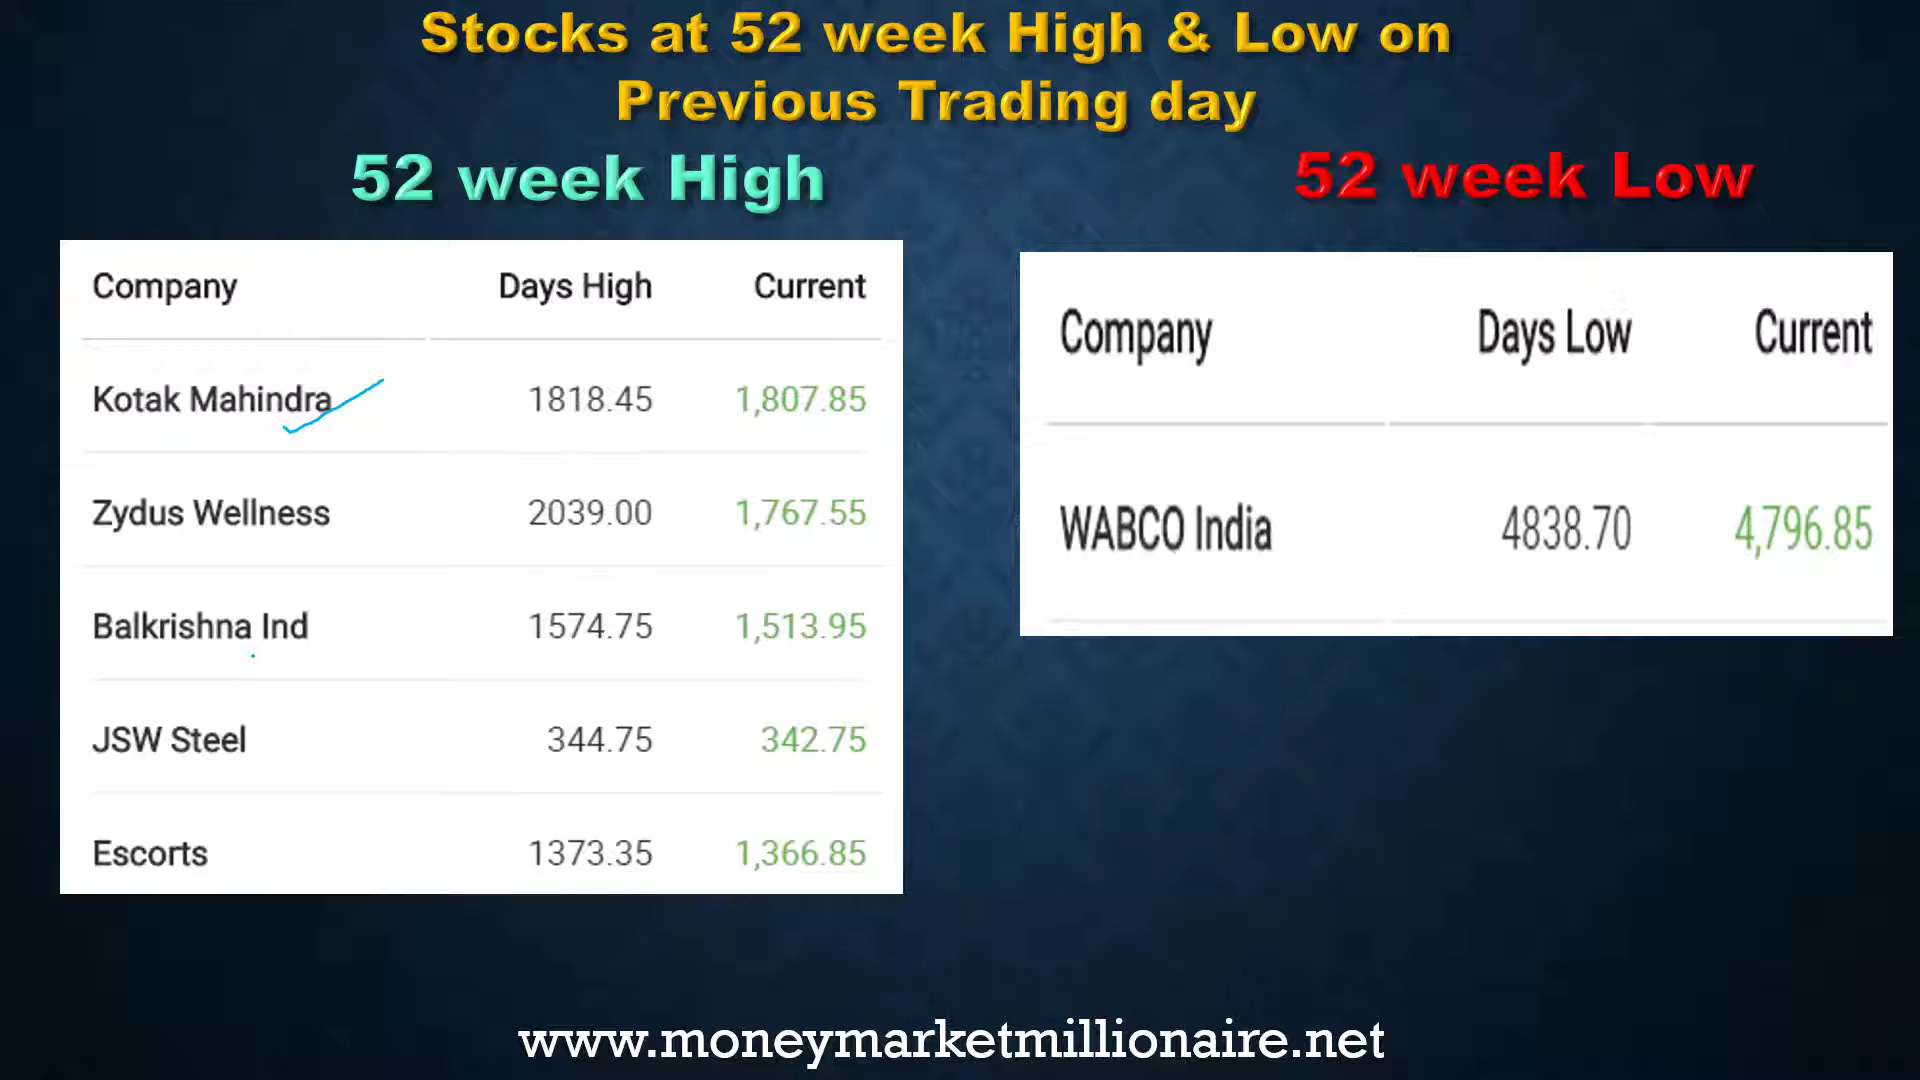 Stocks at 52 week High & Low on
Previous Trading day
52 week High
Company Days High Current
Kotak Mahindra 1818.45 1,807.85
Zydus Wellness 2039.00 1,767.55
Balkrishna Ind 1574.75 1,513.95
JSW Steel 344.75 342.75
Escorts 1373.35 1,366.85
52 week Low
Company Days Low Current
WABCO India 4838.70 4,796.85
www.moneymarketmillionaire.net